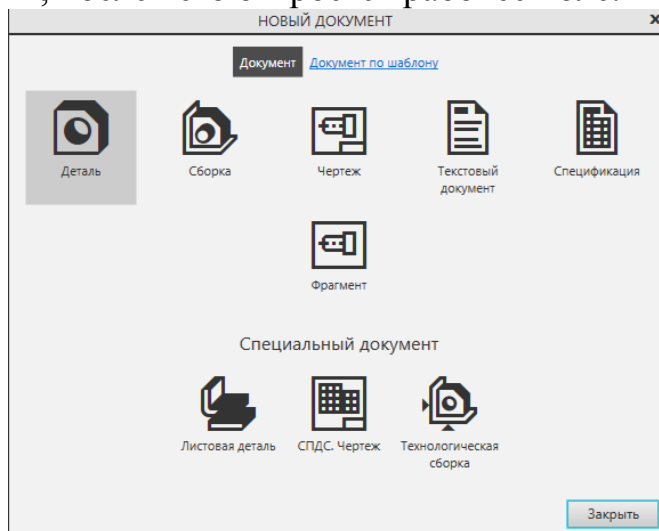 НОВЫЙ ДОКУМЕНТ
x
Документ Документ по шаблону
Деталь Сборка Чертеж Текстовый документ Спецификация
Фрагмент
Специальный документ
Листовая деталь СПДС. Чертеж Технологическая сборка
Закрыть